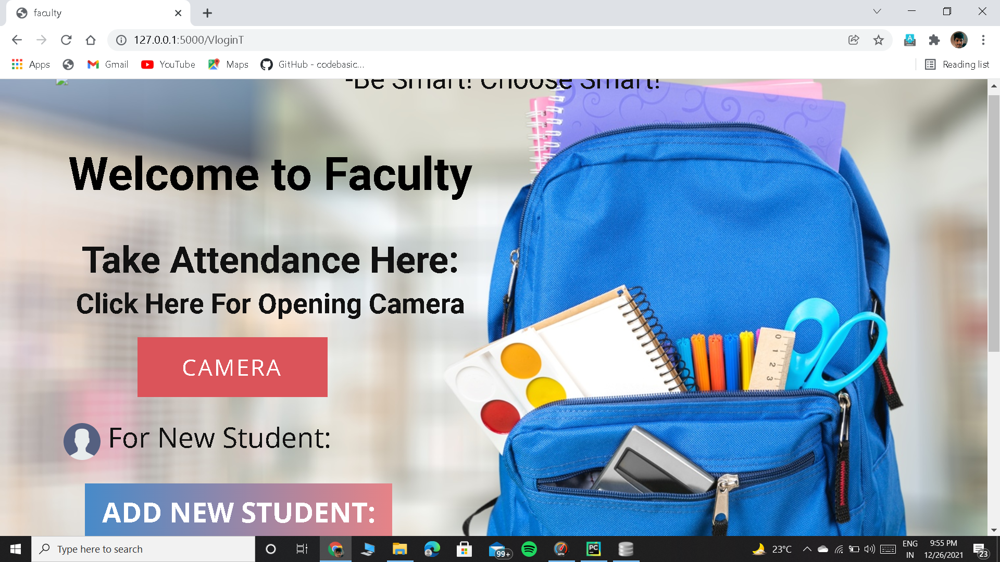 faculty
127.0.0.1:5000/VloginT
Apps
Gmail
YouTube
Maps
GitHub - codebasic...
Reading list
-Be Smart! Choose Smart!
Welcome to Faculty
Take Attendance Here:
Click Here For Opening Camera
CAMERA
0
1
2
3
For New Student:
ADD NEW STUDENT:
Type here to search
99+
PC
23°C
ENG
IN
9:55 PM
12/26/2021
23